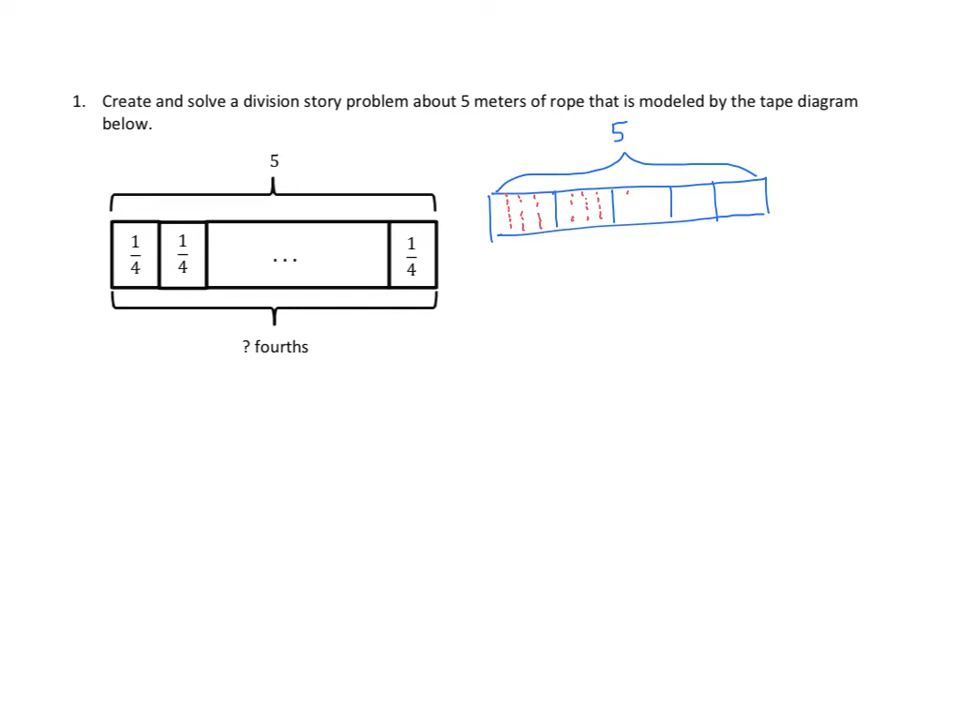 1. Create and solve a division story problem about 5 meters of rope that is modeled by the tape diagram
below.
5
5
1/4 1/4 ... 1/4
? fourths